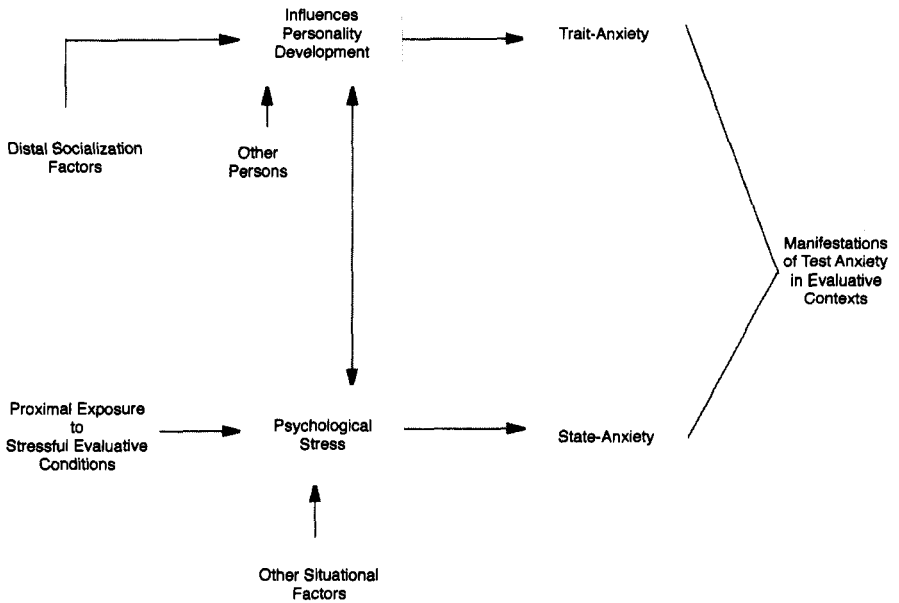 Influences
Personality
Development
Trait-Anxiety
Distal Socialization
Factors
Other
Persons
Manifestations
of Test Anxiety
in Evaluative
Contexts
Proximal Exposure
to
Stressful Evaluative
Conditions
Psychological
Stress
State-Anxiety
Other Situational
Factors